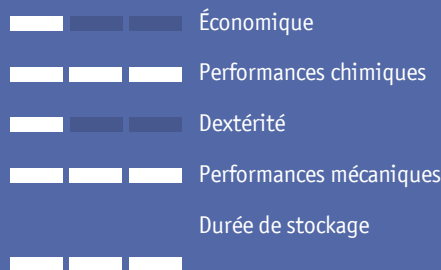 Économique
Performances chimiques
Dextérité
Performances mécaniques
Durée de stockage